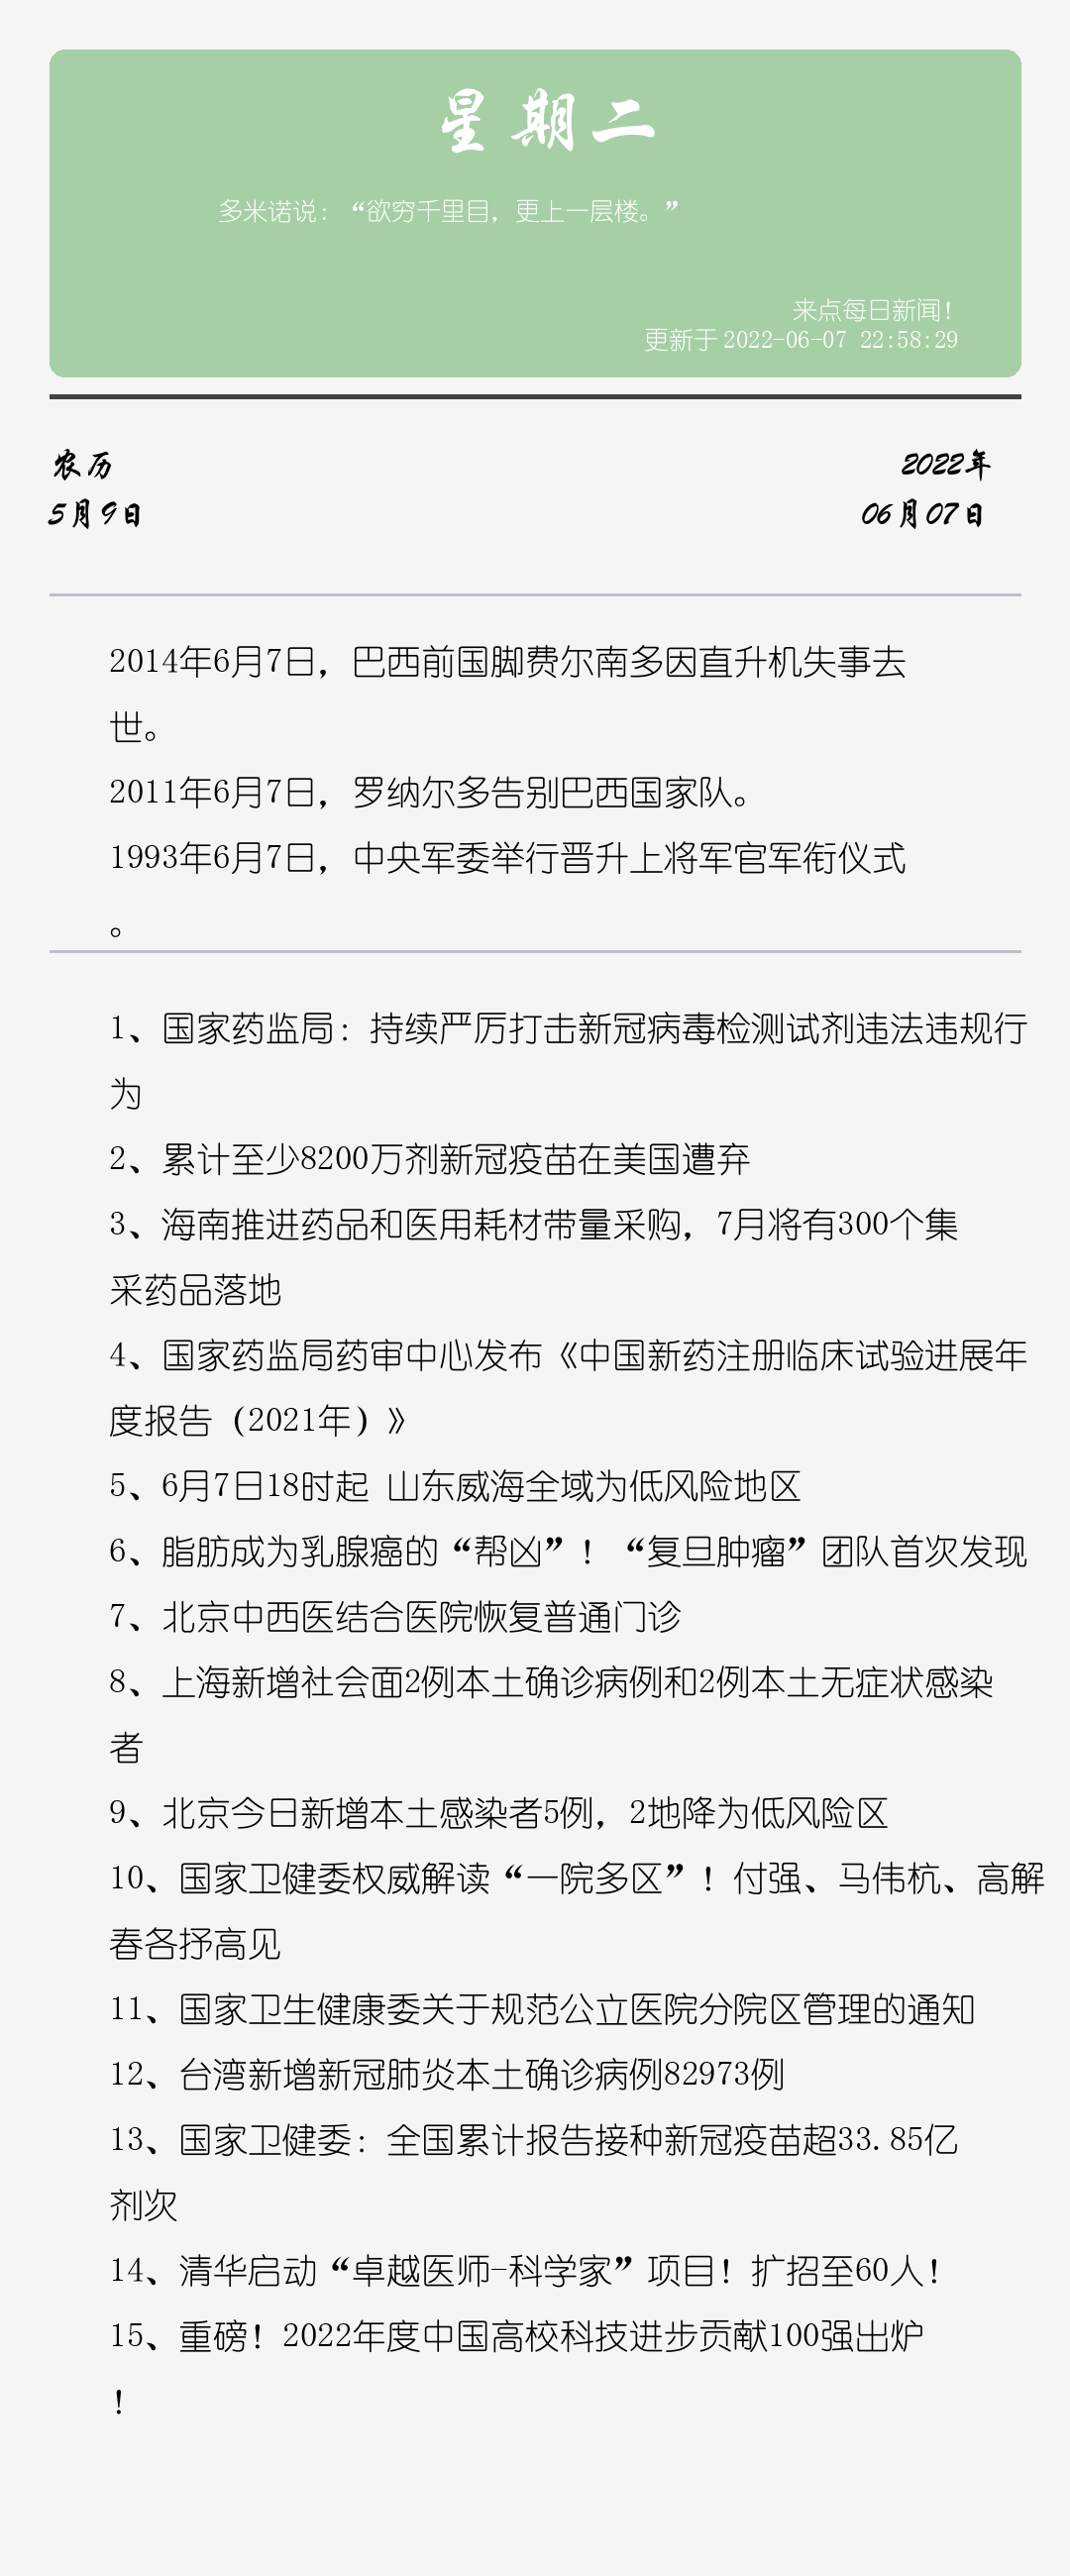 星期二
多米诺说：“欲穷千里目，更上一层楼。”
来点每日新闻！
更新于 2022-06-07 22:58:29
农历
2022年
5月9日
06月07日
2014年6月7日，巴西前国脚费尔南多因直升机失事去
世。
2011年6月7日，罗纳尔多告别巴西国家队。
1993年6月7日，中央军委举行晋升上将军官军衔仪式
。
1、国家药监局：持续严厉打击新冠病毒检测试剂违法违规行
为
2、累计至少8200万剂新冠疫苗在美国遭弃
3、海南推进药品和医用耗材带量采购，7月将有300个集
采药品落地
4、国家药监局药审中心发布《中国新药注册临床试验进展年
度报告（2021年）》
5、6月7日18时起 山东威海全域为低风险地区
6、脂肪成为乳腺癌的“帮凶”！“复旦肿瘤”团队首次发现
7、北京中西医结合医院恢复普通门诊
8、上海新增社会面2例本土确诊病例和2例本土无症状感染
者
9、北京今日新增本土感染者5例，2地降为低风险区
10、国家卫健委权威解读“一院多区”！付强、马伟杭、高解
春各抒高见
11、国家卫生健康委关于规范公立医院分院区管理的通知
12、台湾新增新冠肺炎本土确诊病例82973例
13、国家卫健委：全国累计报告接种新冠疫苗超33.85亿
剂次
14、清华启动“卓越医师-科学家”项目！扩招至60人！
15、重磅！2022年度中国高校科技进步贡献100强出炉
！